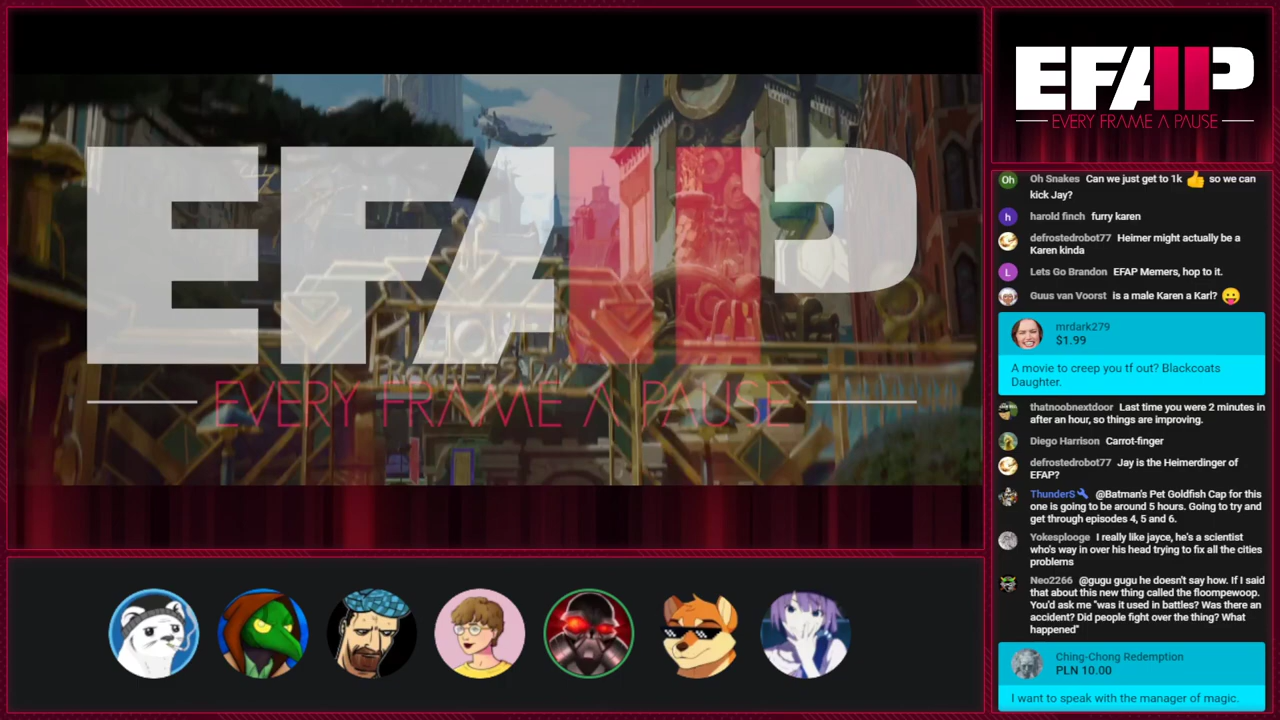 EFAP
EVERY FRAME A PAUSE
EFAP
EVERY FRAME A PAUSE
Oh
Oh Snakes Can we just get to 1k 👍 so we can
kick Jay?
h
harold finch furry karen
defrostedrobot77 Heimer might actually be a
Karen kinda
L
Lets Go Brandon EFAP Memers, hop to it.
Guus van Voorst is a male Karen a Karl? 😛
mrdark279
$1.99
A movie to creep you tf out? Blackcoats
Daughter.
thatnoobnextdoor Last time you were 2 minutes in
after an hour, so things are improving.
Diego Harrison Carrot-finger
defrostedrobot77 Jay is the Heimerdinger of
EFAP?
ThunderS @Batman's Pet Goldfish Cap for this
one is going to be around 5 hours. Going to try and
get through episodes 4, 5 and 6.
Yokesplooge I really like jayce, he's a scientist
who's way in over his head trying to fix all the cities
problems
Neo2266 @gugu gugu he doesn't say how. If I said
that about this new thing called the floompewoop.
You'd ask me "was it used in battles? Was there an
accident? Did people fight over the thing? What
happened"
Ching-Chong Redemption
PLN 10.00
I want to speak with the manager of magic.